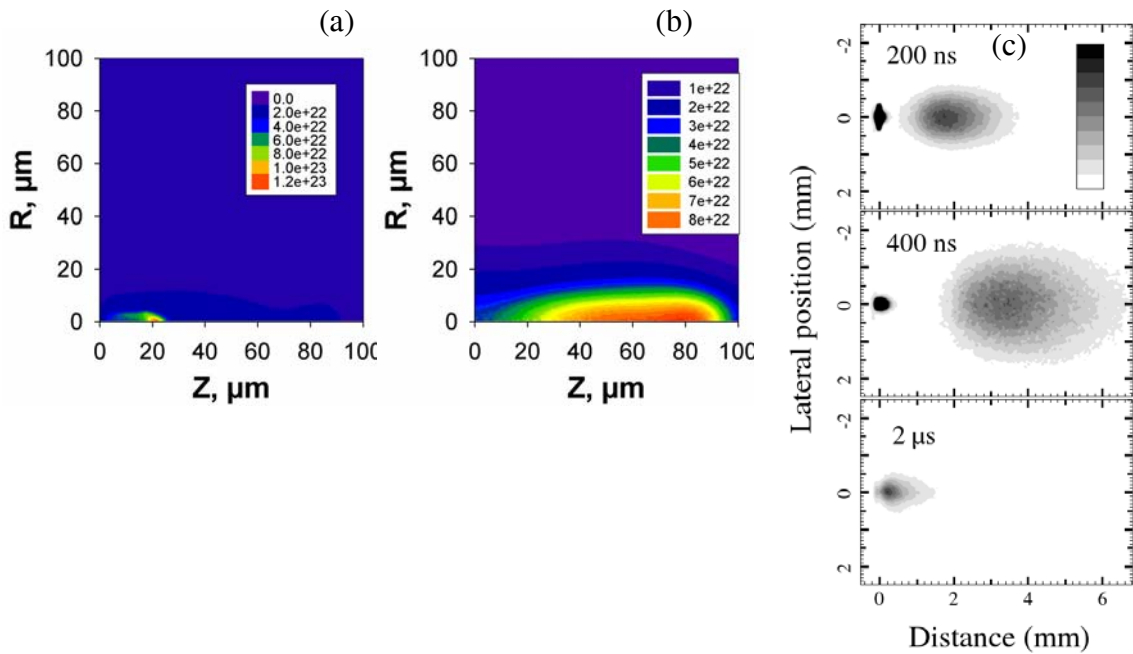 (a)
100
80
60
40
20
0
R, µm
0 20 40 60 80 100
Z, µm
0.0
2.0e+22
4.0e+22
6.0e+22
8.0e+22
1.0e+23
1.2e+23
(b)
100
80
60
40
20
0
R, µm
0 20 40 60 80 100
Z, µm
1e+22
2e+22
3e+22
4e+22
5e+22
6e+22
7e+22
8e+22
(c)
200 ns
-2
0
2
400 ns
-2
0
2
2 µs
-2
0
2
0 2 4 6
Lateral position (mm)
Distance (mm)